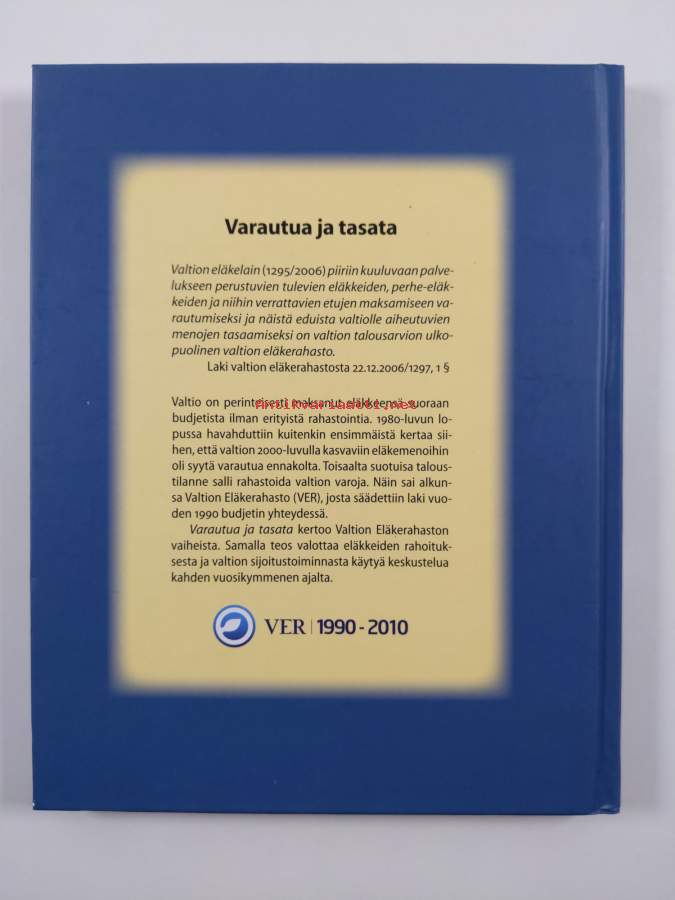 Varautua ja tasata
Valtion eläkelain (1295/2006) piiriin kuuluvaan palve-
lukseen perustuvien tulevien eläkkeiden, perhe-eläk-
keiden ja niihin verrattavien etujen maksamiseen va-
rautumiseksi ja näistä eduista valtiolle aiheutuvien
menojen tasaamiseksi on valtion talousarvion ulko-
puolinen valtion eläkerahasto.
Laki valtion eläkerahastosta 22.12.2006/1297, 1 §
Valtio on perinteisesti maksanut eläkkeensä suoraan
Antikvariaatti.net
budjetista ilman erityistä rahastointia. 1980-luvun lo-
pussa havahduttiin kuitenkin ensimmäistä kertaa sii-
hen, että valtion 2000-luvulla kasvaviin eläkemenoihin
oli syytä varautua ennakolta. Toisaalta suotuisa talous-
tilanne salli rahastoida valtion varoja. Näin sai alkun-
sa Valtion Eläkerahasto (VER), josta säädettiin laki vuo-
den 1990 budjetin yhteydessä.
Varautua ja tasata kertoo Valtion Eläkerahaston
vaiheista. Samalla teos valottaa eläkkeiden rahoituk-
sesta ja valtion sijoitustoiminnasta käytyä keskustelua
kahden vuosikymmenen ajalta.
VER | 1990-2010